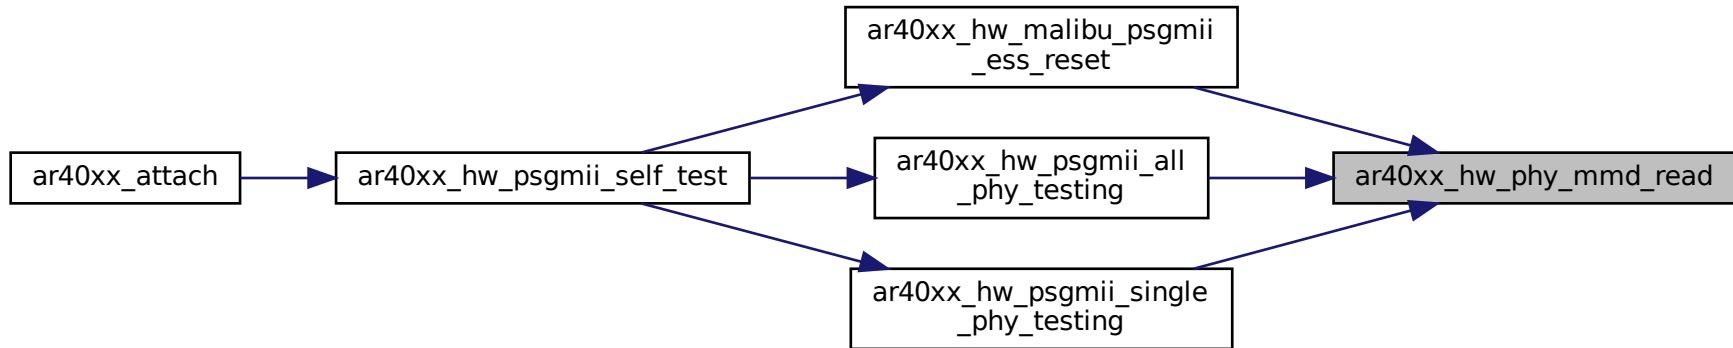 ar40xx_hw_malibu_psgmii
_ess_reset
ar40xx_attach
ar40xx_hw_psgmii_self_test
ar40xx_hw_psgmii_all
_phy_testing
ar40xx_hw_phy_mmd_read
ar40xx_hw_psgmii_single
_phy_testing